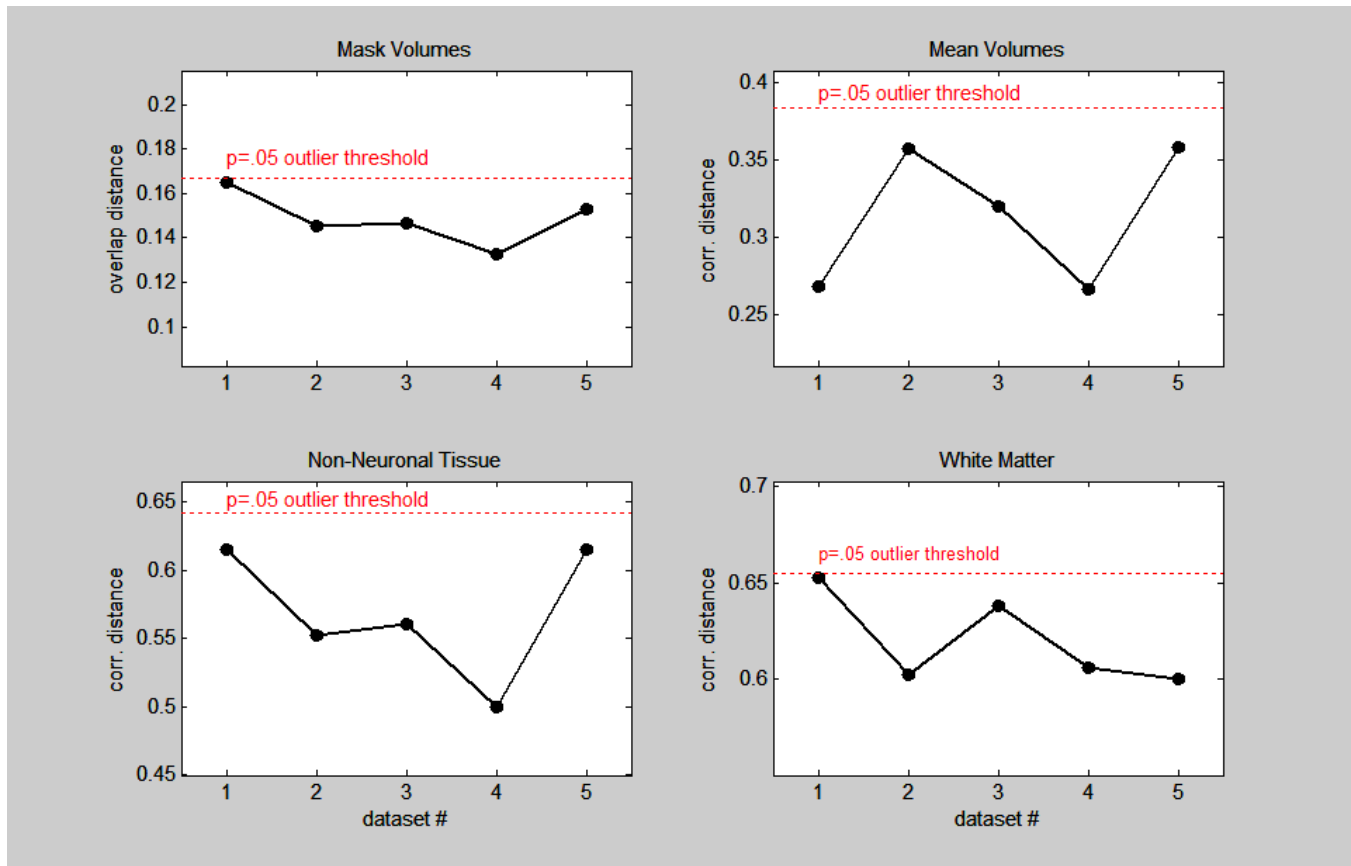 Mask Volumes
0.2
0.18
p=.05 outlier threshold
0.16
0.14
0.12
0.1
overlap distance
1 2 3 4 5
Mean Volumes
0.4
p=.05 outlier threshold
0.35
0.3
0.25
corr. distance
1 2 3 4 5
Non-Neuronal Tissue
0.65
p=.05 outlier threshold
0.6
0.55
0.5
0.45
corr. distance
1 2 3 4 5
dataset #
White Matter
0.7
p=.05 outlier threshold
0.65
0.6
corr. distance
1 2 3 4 5
dataset #